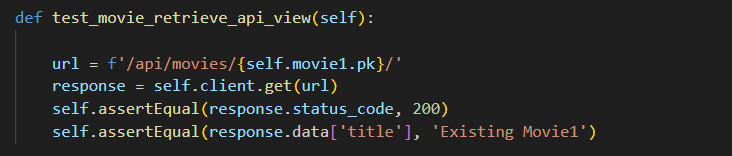 def test_movie_retrieve_api_view(self):
url = f'/api/movies/{self.movie1.pk}/'
response = self.client.get(url)
self.assertEqual(response.status_code, 200)
self.assertEqual(response.data['title'], 'Existing Movie1')